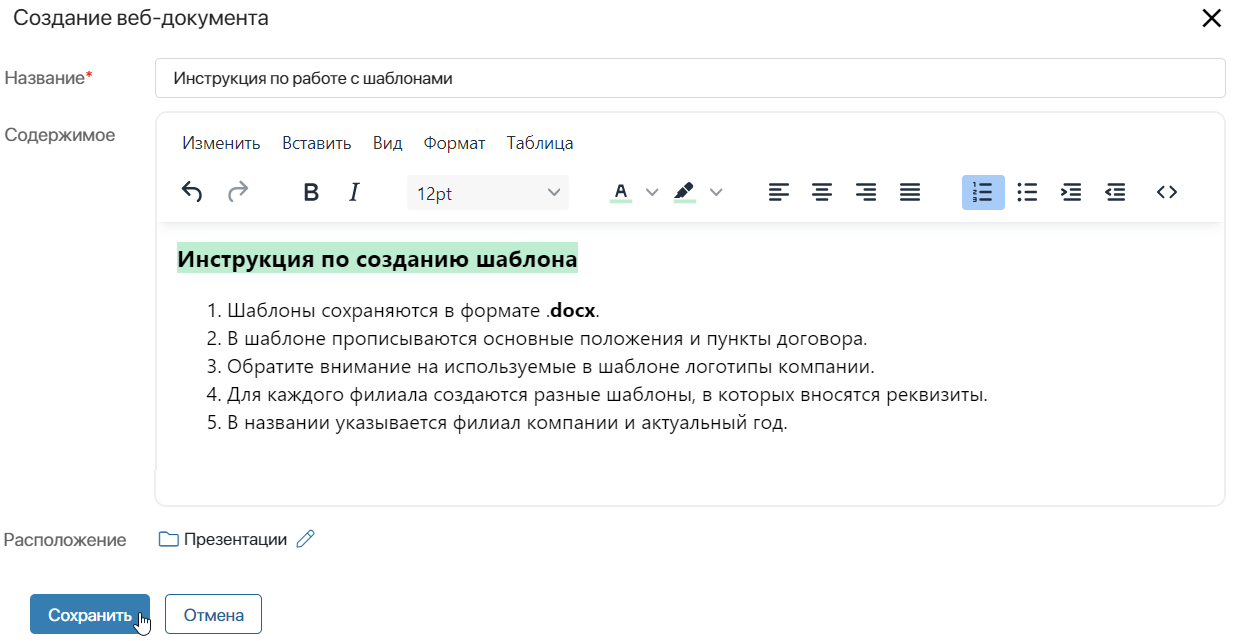 Создание веб-документа
Название*
Инструкция по работе с шаблонами
Содержимое
Изменить Вставить Вид Формат Таблица
B I 12pt A
Инструкция по созданию шаблона
1. Шаблоны сохраняются в формате .docx.
2. В шаблоне прописываются основные положения и пункты договора.
3. Обратите внимание на используемые в шаблоне логотипы компании.
4. Для каждого филиала создаются разные шаблоны, в которых вносятся реквизиты.
5. В названии указывается филиал компании и актуальный год.
Расположение Презентации
Сохранить Отмена